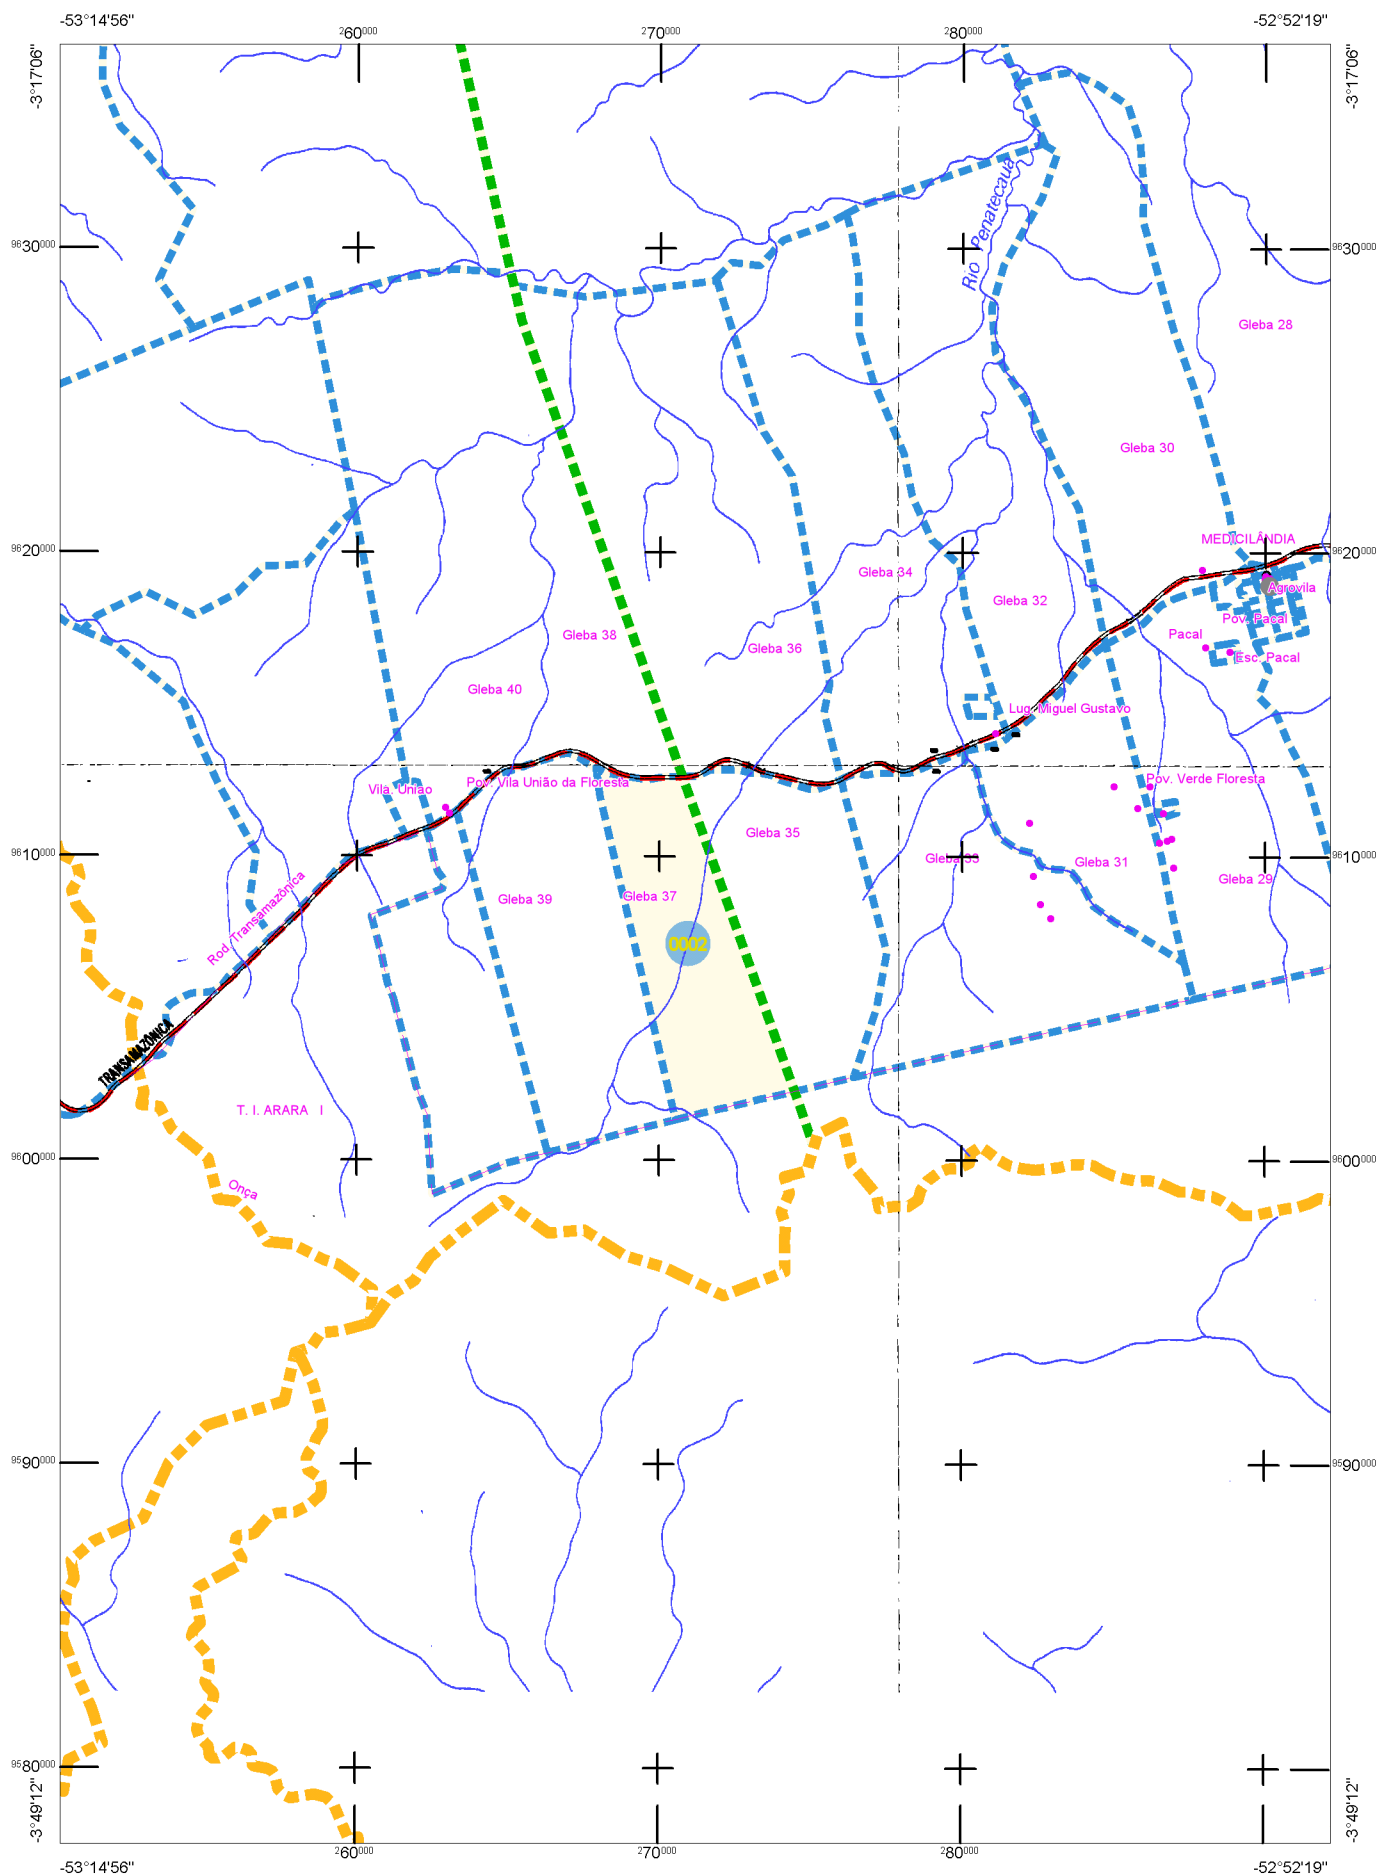 -53°14'56"
-52°52'19"
260000
270000
280000
-3°17'06"
-3°17'06"
Rio Penatecaua
9630000
9630000
Gleba 28
Gleba 30
MEDICILÂNDIA
9620000
9620000
Gleba 34
Agrovila
Gleba 32
Pov. Pacal
Gleba 38
Pacal
Gleba 36
Esc. Pacal
Gleba 40
Lug. Miguel Gustavo
Pov. Vila União da Floresta
Pov. Verde Floresta
Vila. União
Gleba 35
9610000
9610000
Gleba 33
Gleba 31
Gleba 29
Gleba 37
Gleba 39
Rod. Transamazônica
0002
TRANSAMAZÔNICA
T. I. ARARA I
9600000
9600000
Onça
9590000
9590000
9580000
-3°49'12"
-3°49'12"
260000
270000
280000
-53°14'56"
-52°52'19"